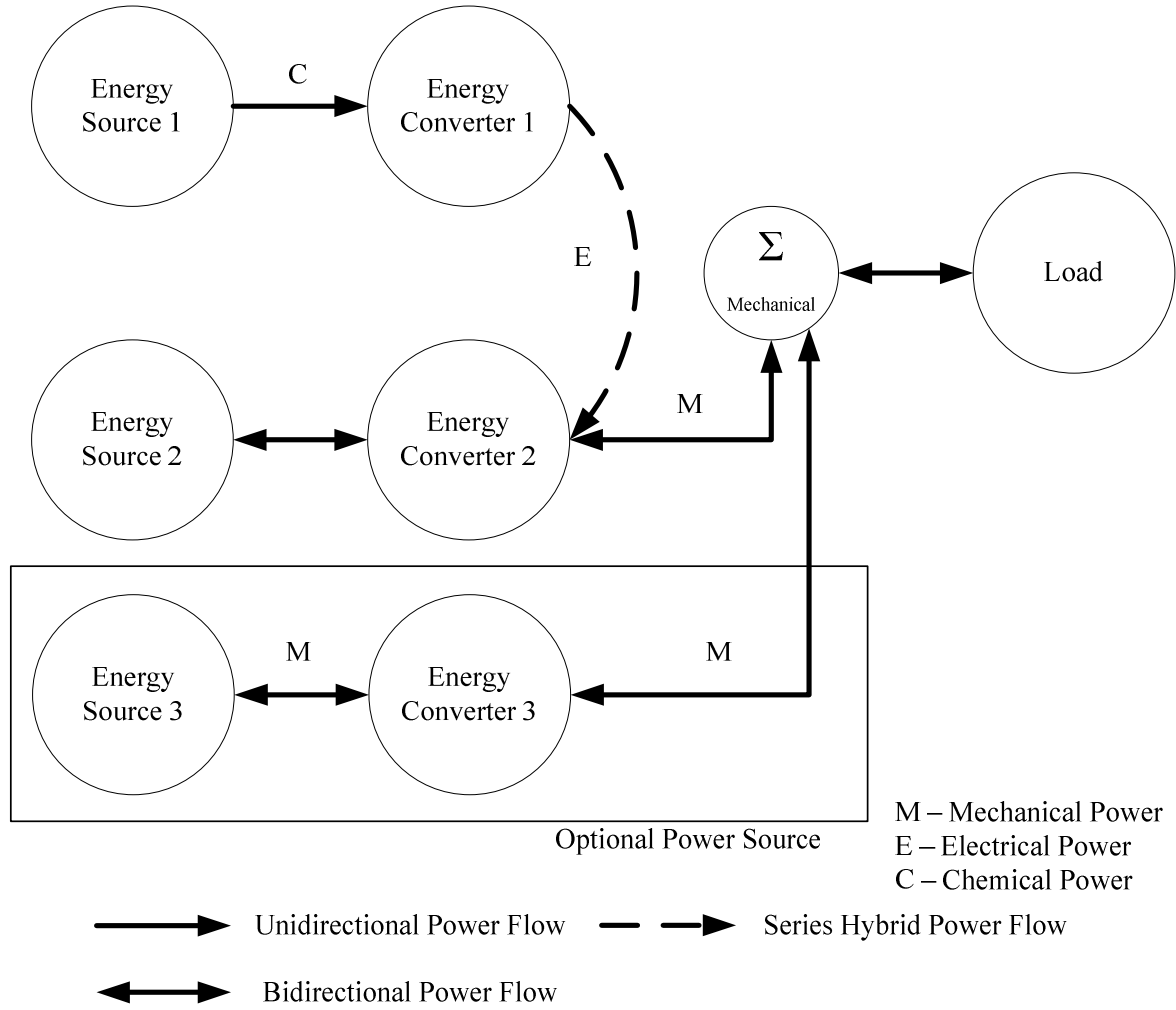 Energy
Source 1
C
Energy
Converter 1
E
Σ
Mechanical
Load
Energy
Source 2
Energy
Converter 2
M
Energy
Source 3
M
Energy
Converter 3
M
Optional Power Source
M – Mechanical Power
E – Electrical Power
C – Chemical Power
Unidirectional Power Flow
Series Hybrid Power Flow
Bidirectional Power Flow